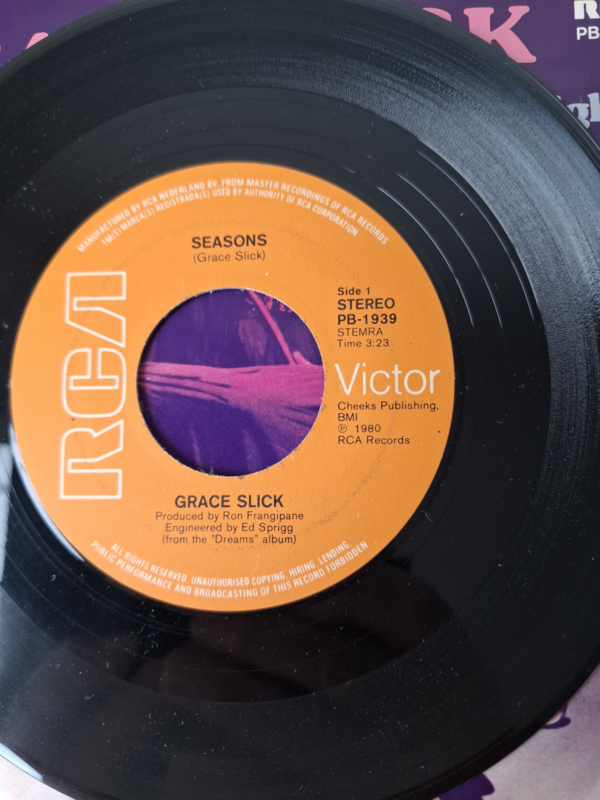 MANUFACTURED BY RCA NEDERLAND BV. FROM MASTER RECORDINGS OF RCA RECORDS
TM(S) MARCA(S) REGISTRADA(S) USED BY AUTHORITY OF RCA CORPORATION
SEASONS
(Grace Slick)
Side 1
STEREO
PB-1939
STEMRA
Time 3:23
RCA
Victor
Cheeks Publishing.
BMI
℗ 1980
RCA Records
GRACE SLICK
Produced by Ron Frangipane
Engineered by Ed Sprigg
(from the "Dreams" album)
ALL RIGHTS RESERVED. UNAUTHORISED COPYING, HIRING, LENDING,
PUBLIC PERFORMANCE AND BROADCASTING OF THIS RECORD FORBIDDEN
PB